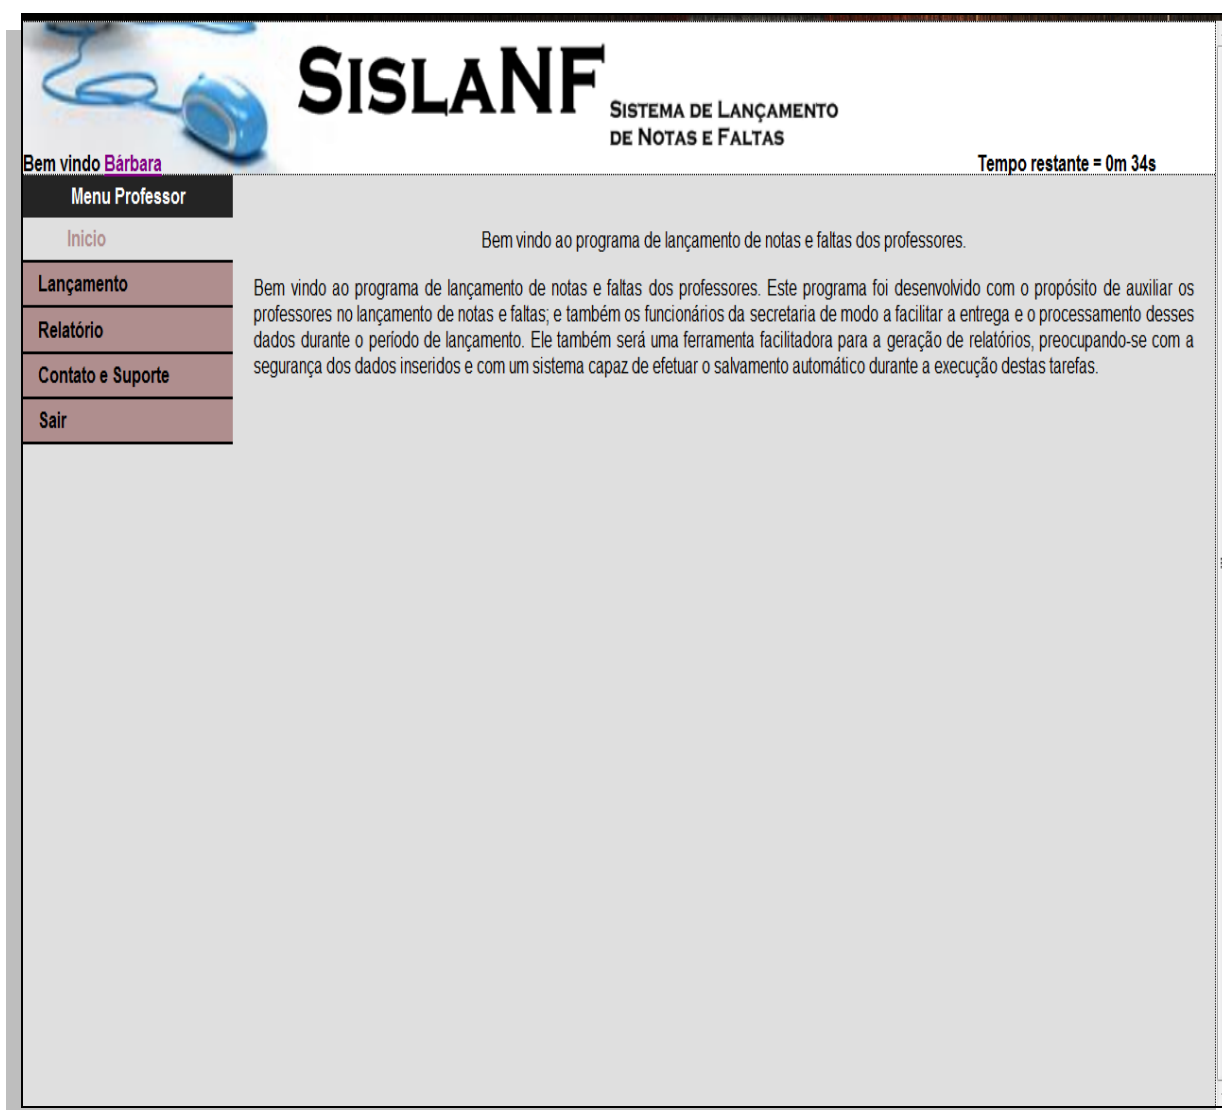 SISLANF
SISTEMA DE LANÇAMENTO
DE NOTAS E FALTAS
Bem vindo Bárbara
Tempo restante = 0m 34s
Menu Professor
Inicio
Lançamento
Relatório
Contato e Suporte
Sair
Bem vindo ao programa de lançamento de notas e faltas dos professores.
Bem vindo ao programa de lançamento de notas e faltas dos professores. Este programa foi desenvolvido com o propósito de auxiliar os
professores no lançamento de notas e faltas; e também os funcionários da secretaria de modo a facilitar a entrega e o processamento desses
dados durante o período de lançamento. Ele também será uma ferramenta facilitadora para a geração de relatórios, preocupando-se com a
segurança dos dados inseridos e com um sistema capaz de efetuar o salvamento automático durante a execução destas tarefas.